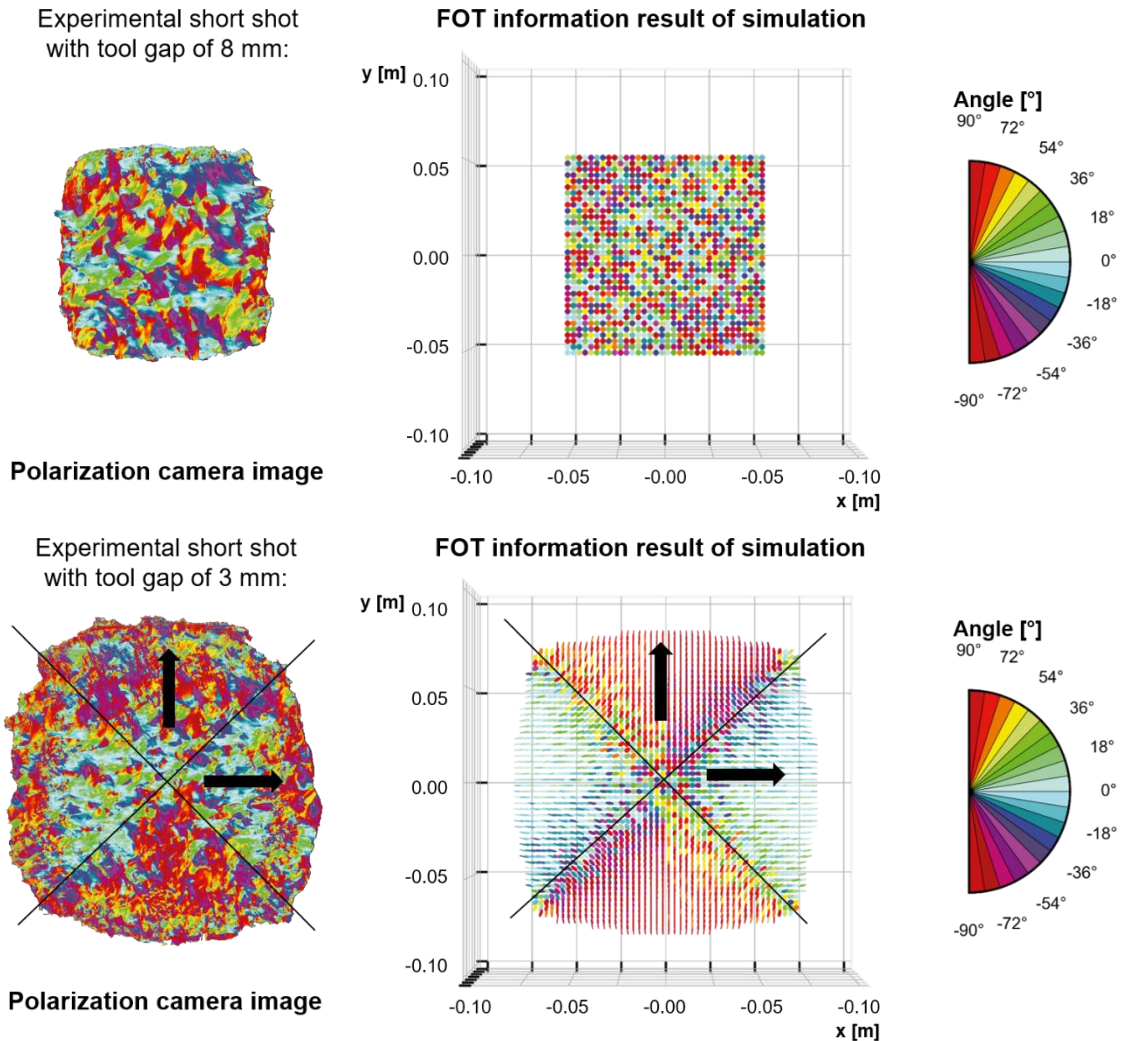 Experimental short shot
with tool gap of 8 mm:
FOT information result of simulation
y [m]
0.10
0.05
0.00
-0.05
-0.10
-0.10 -0.05 -0.00 -0.05 -0.10
x [m]
Angle [°]
90°
72°
54°
36°
18°
0°
-18°
-36°
-54°
-72°
-90°
Polarization camera image
Experimental short shot
with tool gap of 3 mm:
FOT information result of simulation
y [m]
0.10
0.05
0.00
-0.05
-0.10
-0.10 -0.05 -0.00 -0.05 -0.10
x [m]
Angle [°]
90°
72°
54°
36°
18°
0°
-18°
-36°
-54°
-72°
-90°
Polarization camera image